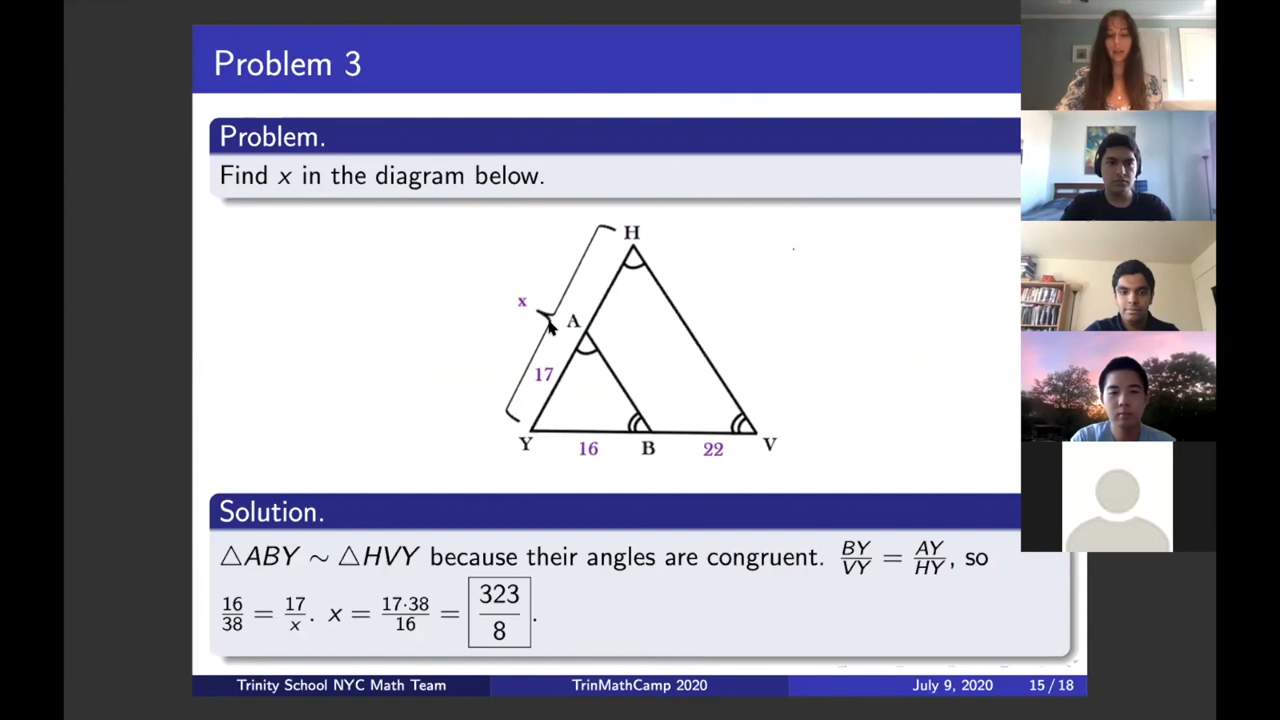 Problem 3
Problem.
Find x in the diagram below.
H
x
A
17
Y
16
B
22
V
Solution.
△ABY ∼ △HVY because their angles are congruent. BY/VY = AY/HY, so
16/38 = 17/x. x = 17·38/16 = 323/8.
Trinity School NYC Math Team
TrinMathCamp 2020
July 9, 2020
15 / 18